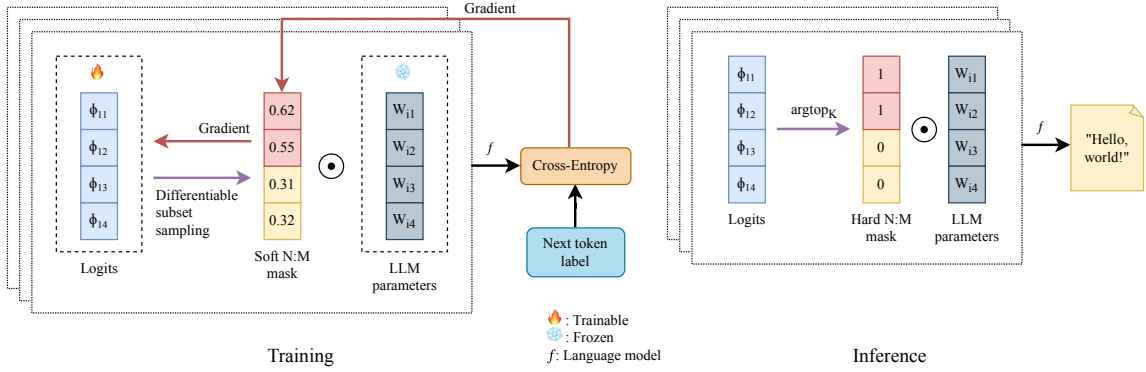 Gradient
ϕ11
ϕ12
ϕ13
ϕ14
Logits
Gradient
Differentiable
subset
sampling
0.62
0.55
0.31
0.32
Soft N:M
mask
⊙
Wi1
Wi2
Wi3
Wi4
LLM
parameters
f
Cross-Entropy
Next token
label
: Trainable
: Frozen
f: Language model
Training
ϕ11
ϕ12
ϕ13
ϕ14
Logits
argtopK
1
1
0
0
Hard N:M
mask
⊙
Wi1
Wi2
Wi3
Wi4
LLM
parameters
f
"Hello,
world!"
Inference